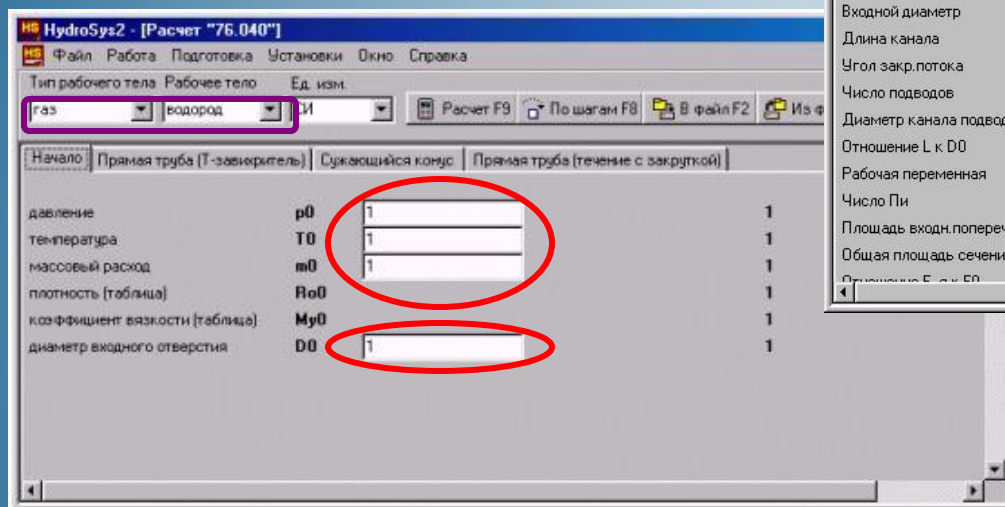 HydroSys2 - [Расчет "76.040"]
Файл Работа Подготовка Установки Окно Справка
Тип рабочего тела Рабочее тело Ед. изм.
газ водород СИ Расчет F9 По шагам F8 В файл F2 Из ф
Начало Прямая труба (Т-завихритель) Сужающийся конус Прямая труба (течение с закруткой)
давление p0 1 1
температура T0 1 1
массовый расход m0 1 1
плотность (таблица) Ro0 1
коэффициент вязкости (таблица) My0 1
диаметр входного отверстия D0 1 1
Входной диаметр
Длина канала
Угол закр.потока
Число подводов
Диаметр канала подвод
Отношение L к D0
Рабочая переменная
Число Пи
Площадь входн.попереч
Общая площадь сечени